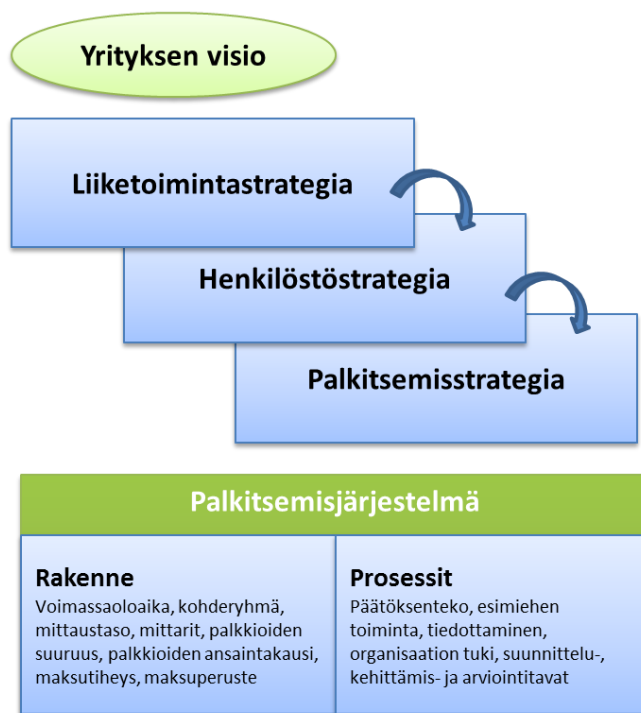 Yrityksen visio
Liiketoimintastrategia
Henkilöstöstrategia
Palkitsemisstrategia
Palkitsemisjärjestelmä
Rakenne
Voimassaoloaika, kohderyhmä,
mittaustaso, mittarit, palkkioiden
suuruus, palkkioiden ansaintakausi,
maksutiheys, maksuperuste
Prosessit
Päätöksenteko, esimiehen
toiminta, tiedottaminen,
organisaation tuki, suunnittelu-,
kehittämis- ja arviointitavat